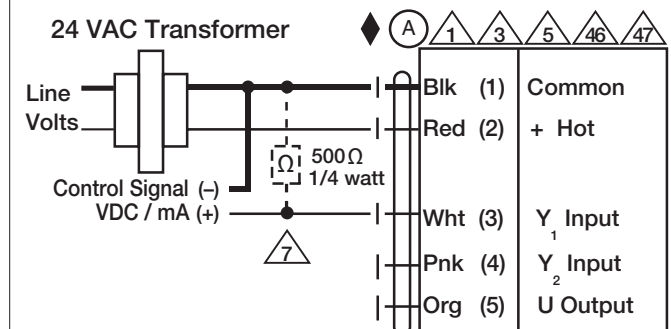 24 VAC Transformer
A 1 3 5 46 47
Line
Volts
Blk (1) Common
Red (2) + Hot
Ω 500Ω
1/4 watt
Control Signal (–)
VDC / mA (+)
7
Wht (3) Y1 Input
Pnk (4) Y2 Input
Org (5) U Output